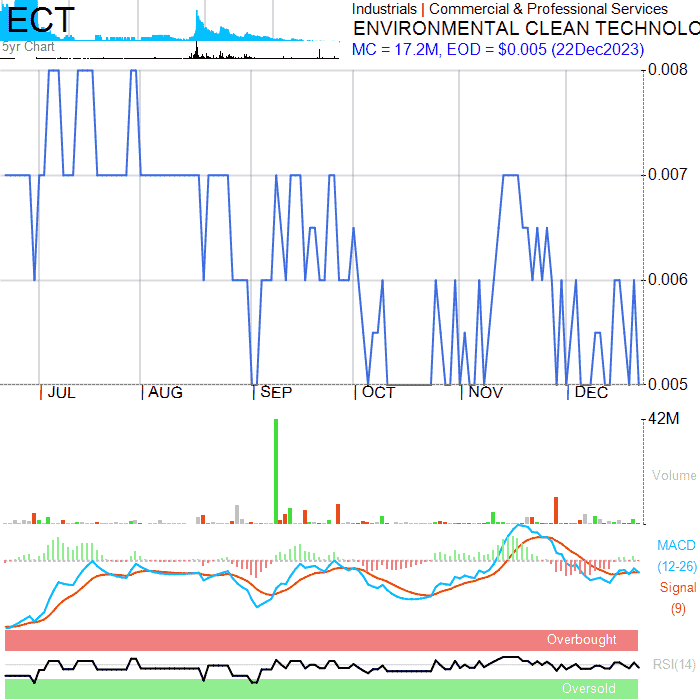 ECT
5yr Chart
Industrials | Commercial & Professional Services
ENVIRONMENTAL CLEAN TECHNOLO
MC = 17.2M, EOD = $0.005 (22Dec2023)
0.008
0.007
0.006
0.005
JUL AUG SEP OCT NOV DEC
42M
Volume
MACD
(12-26)
Signal
(9)
Overbought
RSI(14)
Oversold